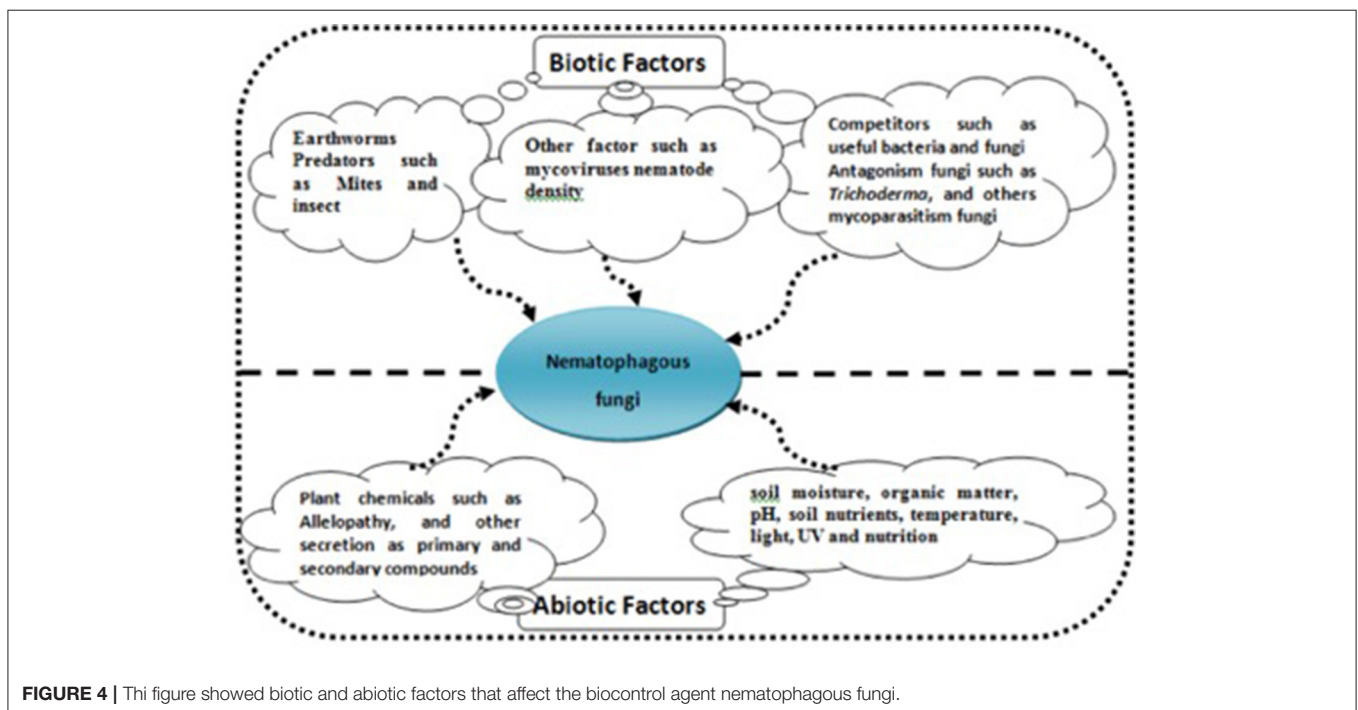 Biotic Factors
Earthworms
Predators such
as Mites and
insect
Other factor such as
mycoviruses nematode
density
Competitors such as
useful bacteria and fungi
Antagonism fungi such as
Trichoderma, and others
mycoparasitism fungi
Nematophagous
fungi
Plant chemicals such as
Allelopathy, and other
secretion as primary and
secondary compounds
soil moisture, organic matter,
pH, soil nutrients, temperature,
light, UV and nutrition
Abiotic Factors
FIGURE 4 | Thi figure showed biotic and abiotic factors that affect the biocontrol agent nematophagous fungi.